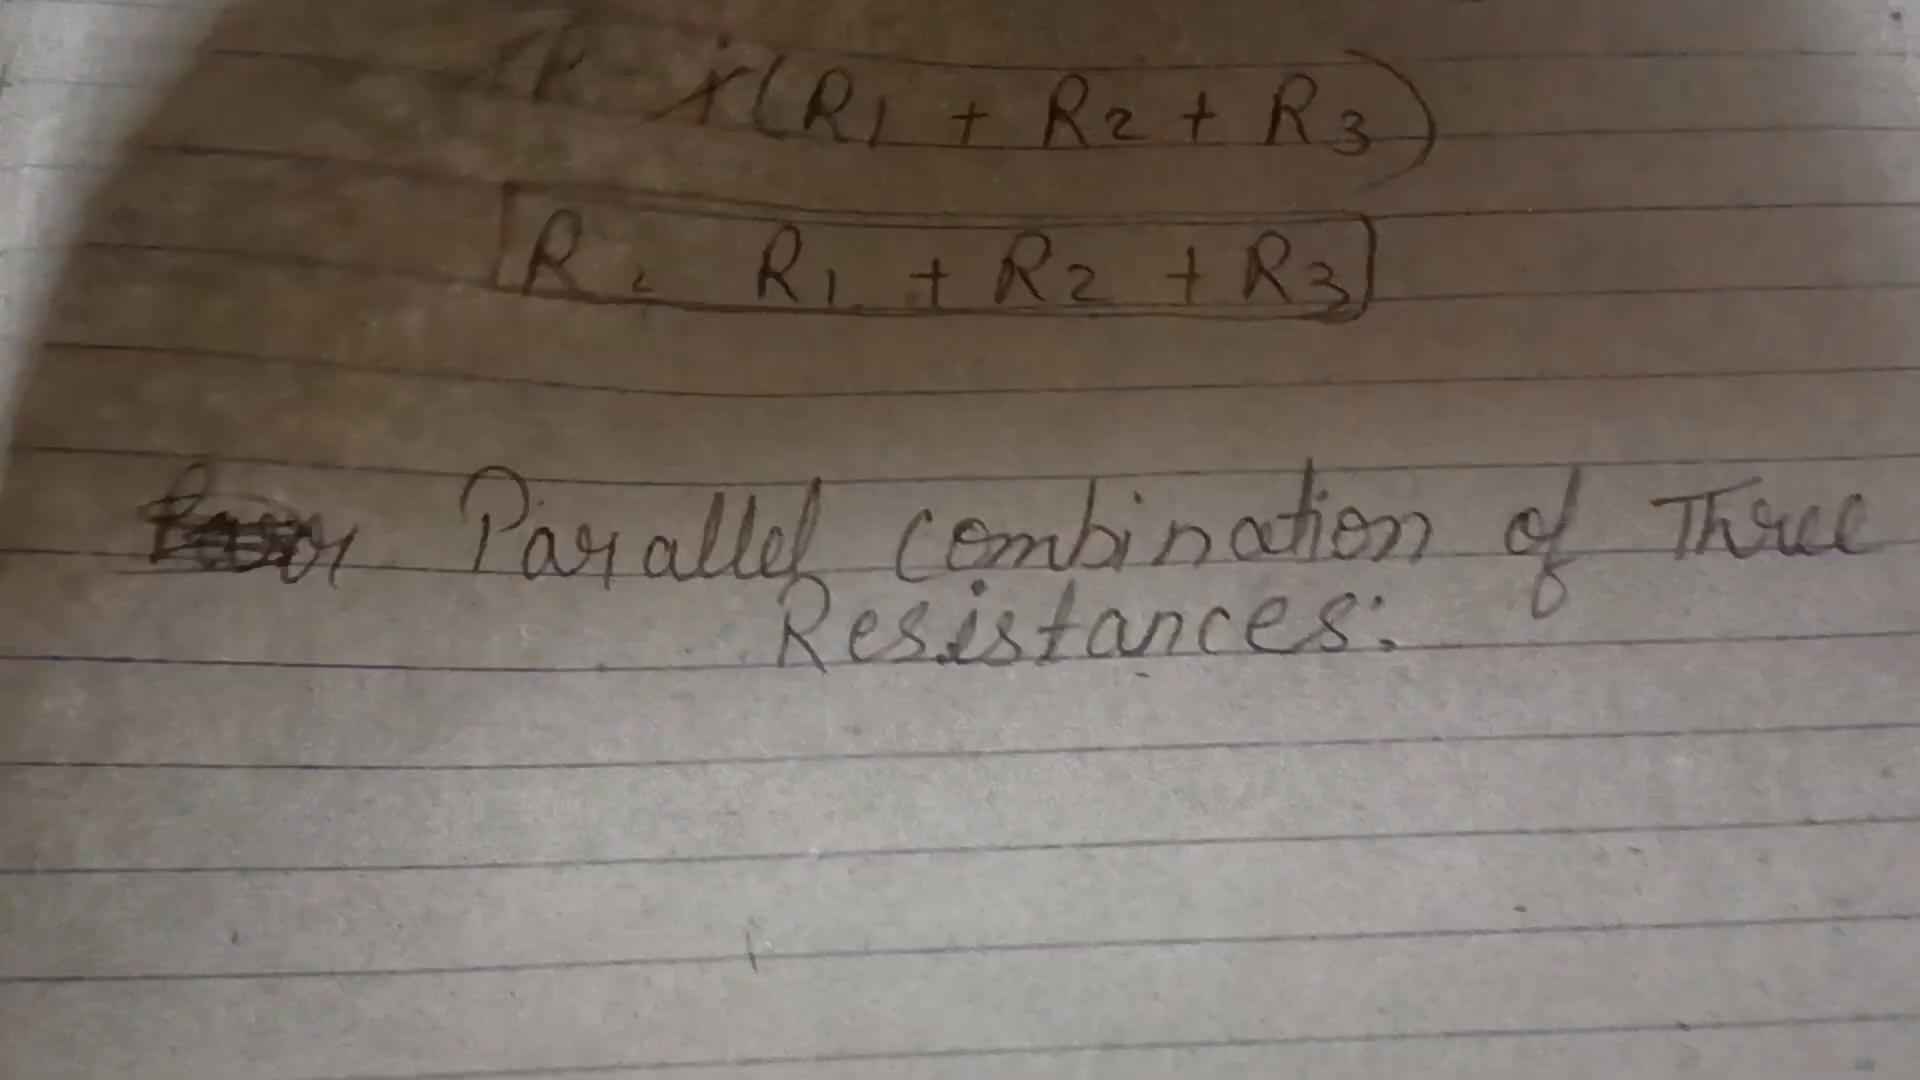 IR = I(R1 + R2 + R3)
R = R1 + R2 + R3
Parallel combination of Three
Resistances: